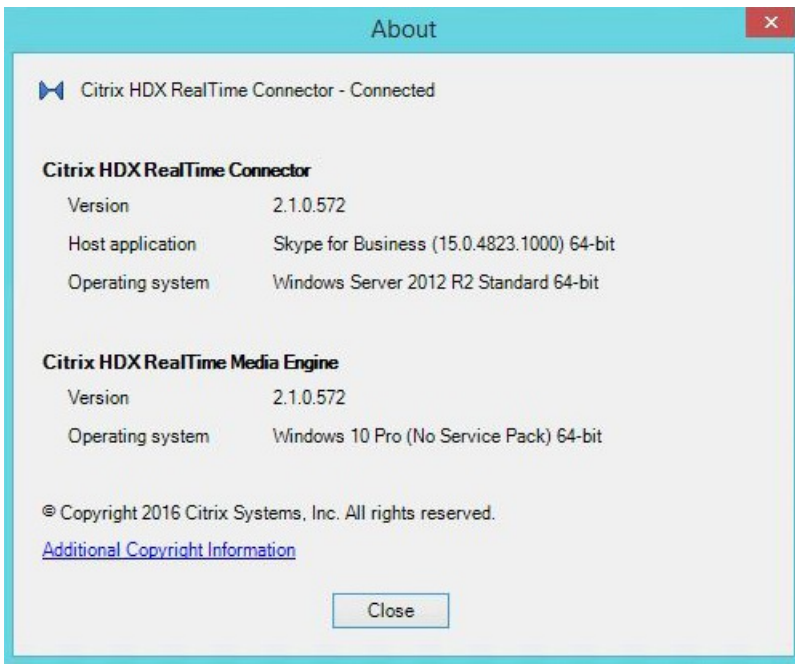 About
Citrix HDX RealTime Connector - Connected
Citrix HDX RealTime Connector
Version 2.1.0.572
Host application Skype for Business (15.0.4823.1000) 64-bit
Operating system Windows Server 2012 R2 Standard 64-bit
Citrix HDX RealTime Media Engine
Version 2.1.0.572
Operating system Windows 10 Pro (No Service Pack) 64-bit
© Copyright 2016 Citrix Systems, Inc. All rights reserved.
Additional Copyright Information
Close